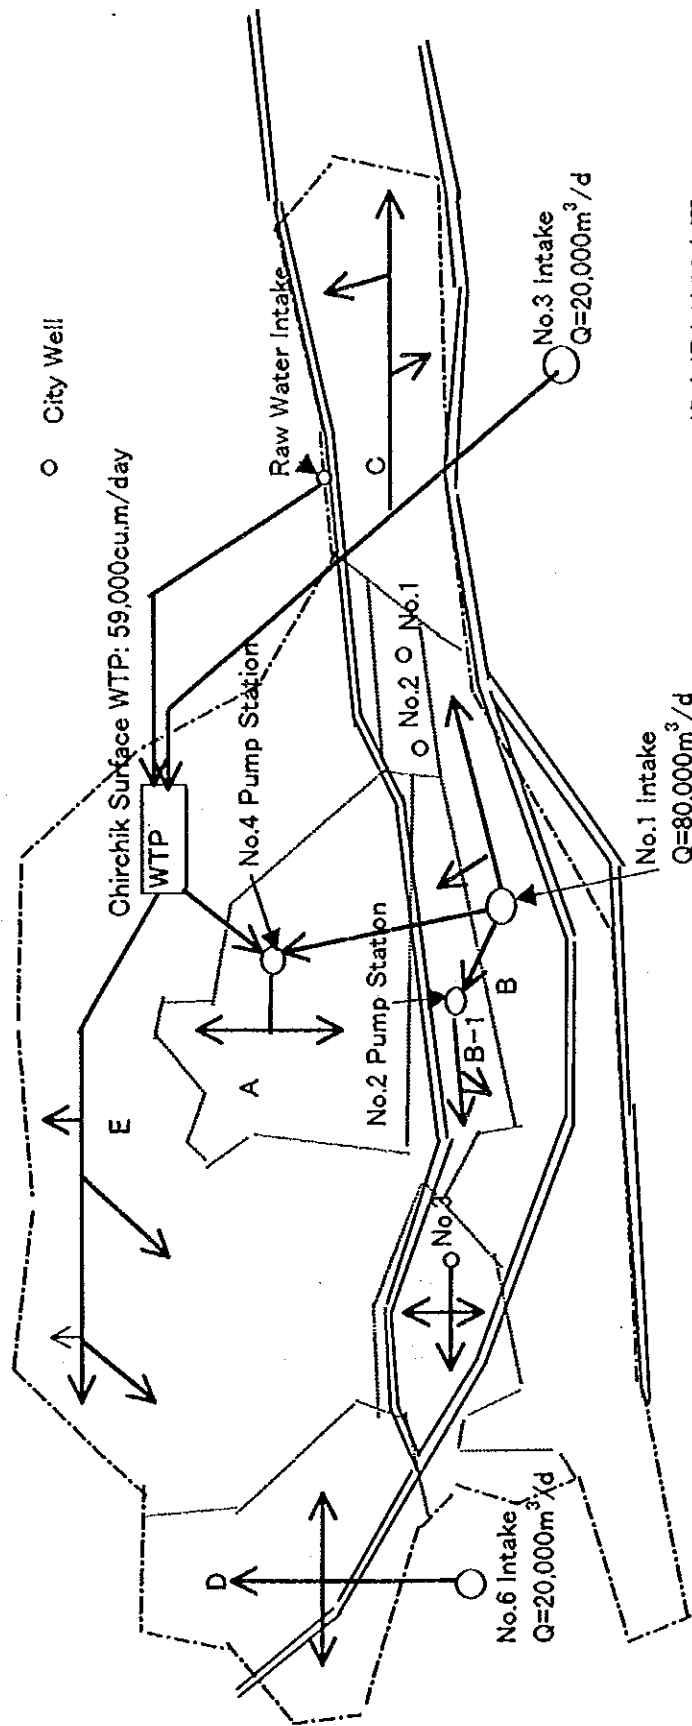 City Well
Chirchik Surface WTP: 59,000cu.m/day
WTP
Raw Water Intake
No.4 Pump Station
E
A
C
No.2
No.1
No.3 Intake
Q=20,000m³/d
No.2 Pump Station
B-1
B
No.1 Intake
Q=80,000m³/d
No.3
D
No.6 Intake
Q=20,000m³/d